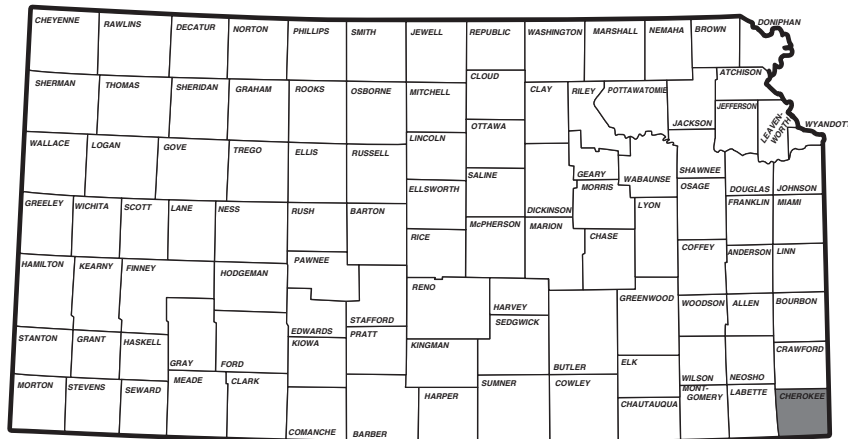 CHEYENNE
RAWLINS
DECATUR
NORTON
PHILLIPS
SMITH
JEWELL
REPUBLIC
WASHINGTON
MARSHALL
NEMAHA
BROWN
DONIPHAN
SHERMAN
THOMAS
SHERIDAN
GRAHAM
ROOKS
OSBORNE
MITCHELL
CLOUD
CLAY
RILEY
POTTAWATOMIE
JACKSON
ATCHISON
JEFFERSON
LEAVEN-
WORTH
WYANDOTT
WALLACE
LOGAN
GOVE
TREGO
ELLIS
RUSSELL
LINCOLN
OTTAWA
SALINE
ELLSWORTH
DICKINSON
GEARY
MORRIS
WABAUNSE
SHAWNEE
OSAGE
DOUGLAS
JOHNSON
GREELEY
WICHITA
SCOTT
LANE
NESS
RUSH
BARTON
RICE
McPHERSON
MARION
CHASE
LYON
FRANKLIN
MIAMI
HAMILTON
KEARNY
FINNEY
HODGEMAN
PAWNEE
STAFFORD
RENO
HARVEY
SEDGWICK
BUTLER
GREENWOOD
COFFEY
ANDERSON
LINN
WOODSON
ALLEN
BOURBON
STANTON
GRANT
HASKELL
GRAY
FORD
EDWARDS
KIOWA
PRATT
KINGMAN
ELK
WILSON
NEOSHO
CRAWFORD
MORTON
STEVENS
SEWARD
MEADE
CLARK
COMANCHE
BARBER
HARPER
SUMNER
COWLEY
CHAUTAUQUA
MONT-
GOMERY
LABETTE
CHEROKEE